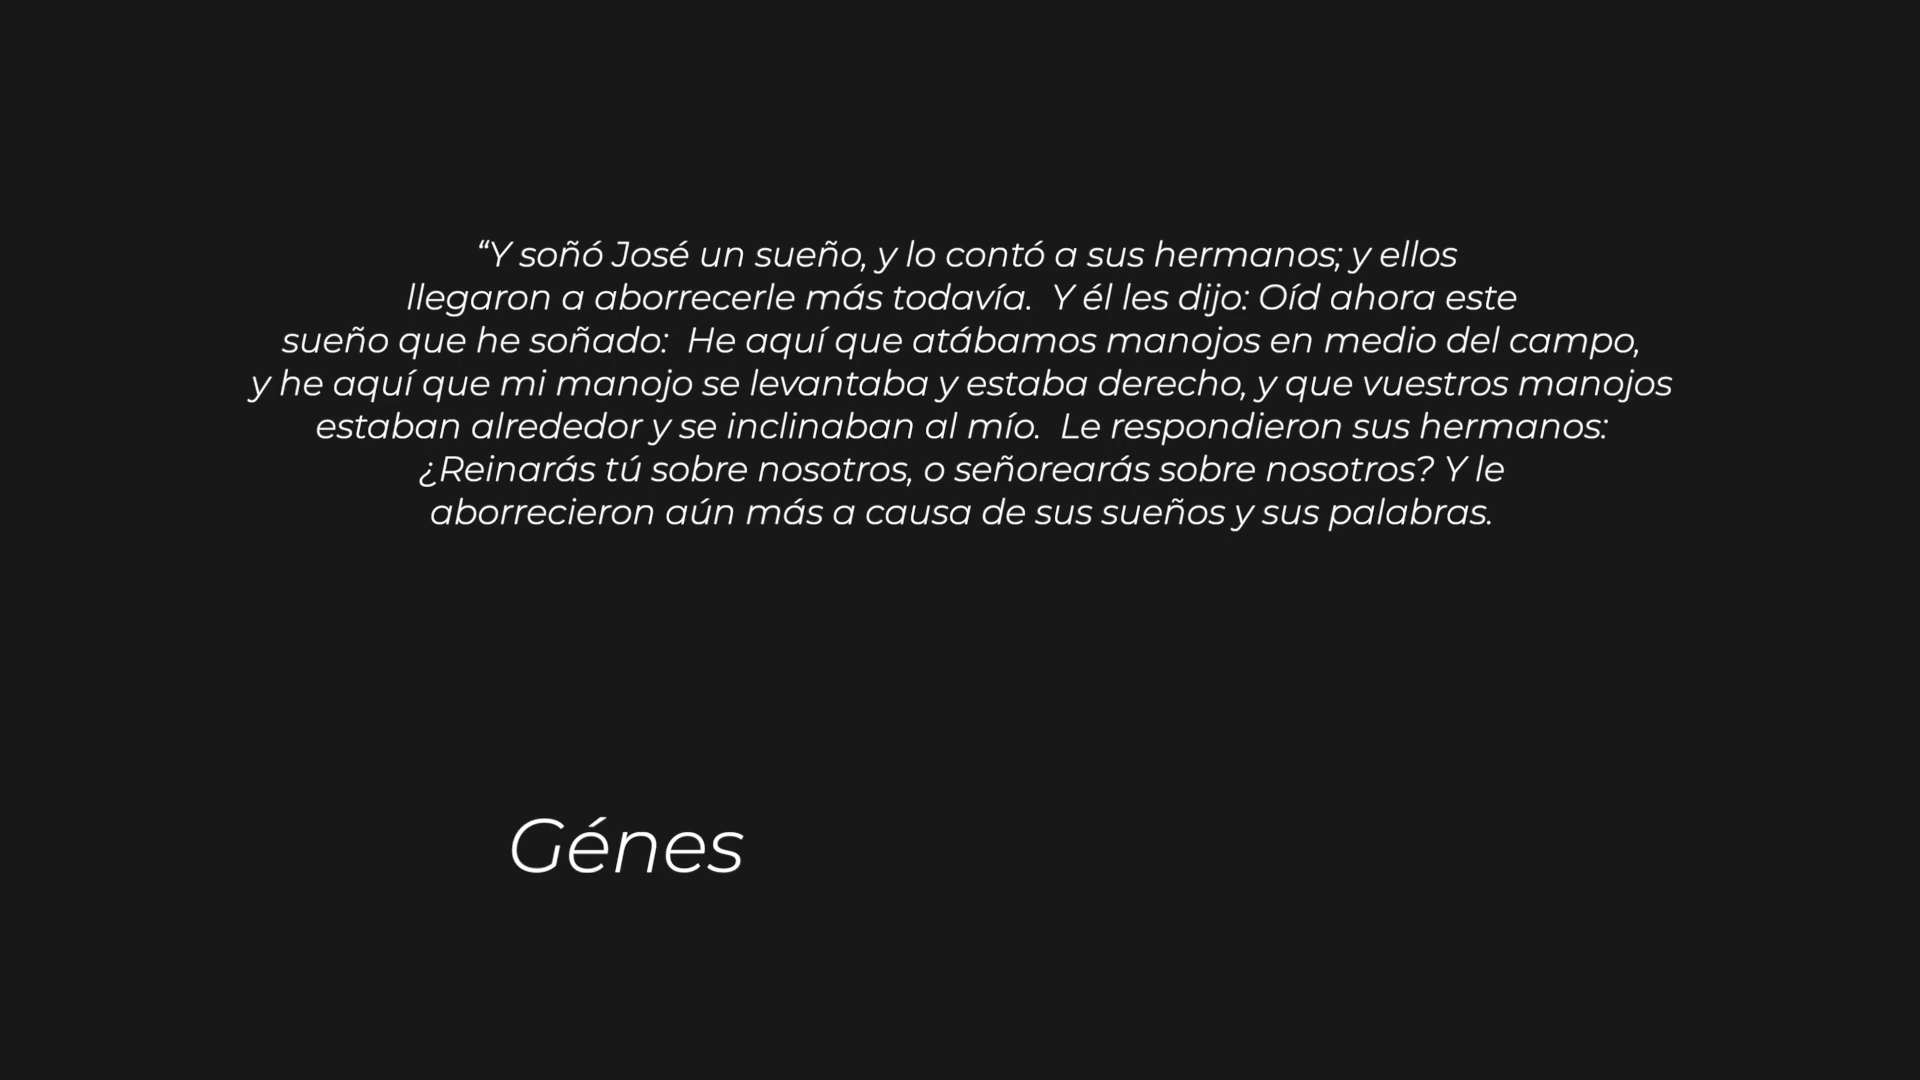 “Y soñó José un sueño, y lo contó a sus hermanos; y ellos
llegaron a aborrecerle más todavía.  Y él les dijo: Oíd ahora este
sueño que he soñado:  He aquí que atábamos manojos en medio del campo,
y he aquí que mi manojo se levantaba y estaba derecho, y que vuestros manojos
estaban alrededor y se inclinaban al mío.  Le respondieron sus hermanos:
¿Reinarás tú sobre nosotros, o señorearás sobre nosotros? Y le
aborrecieron aún más a causa de sus sueños y sus palabras.
Génes